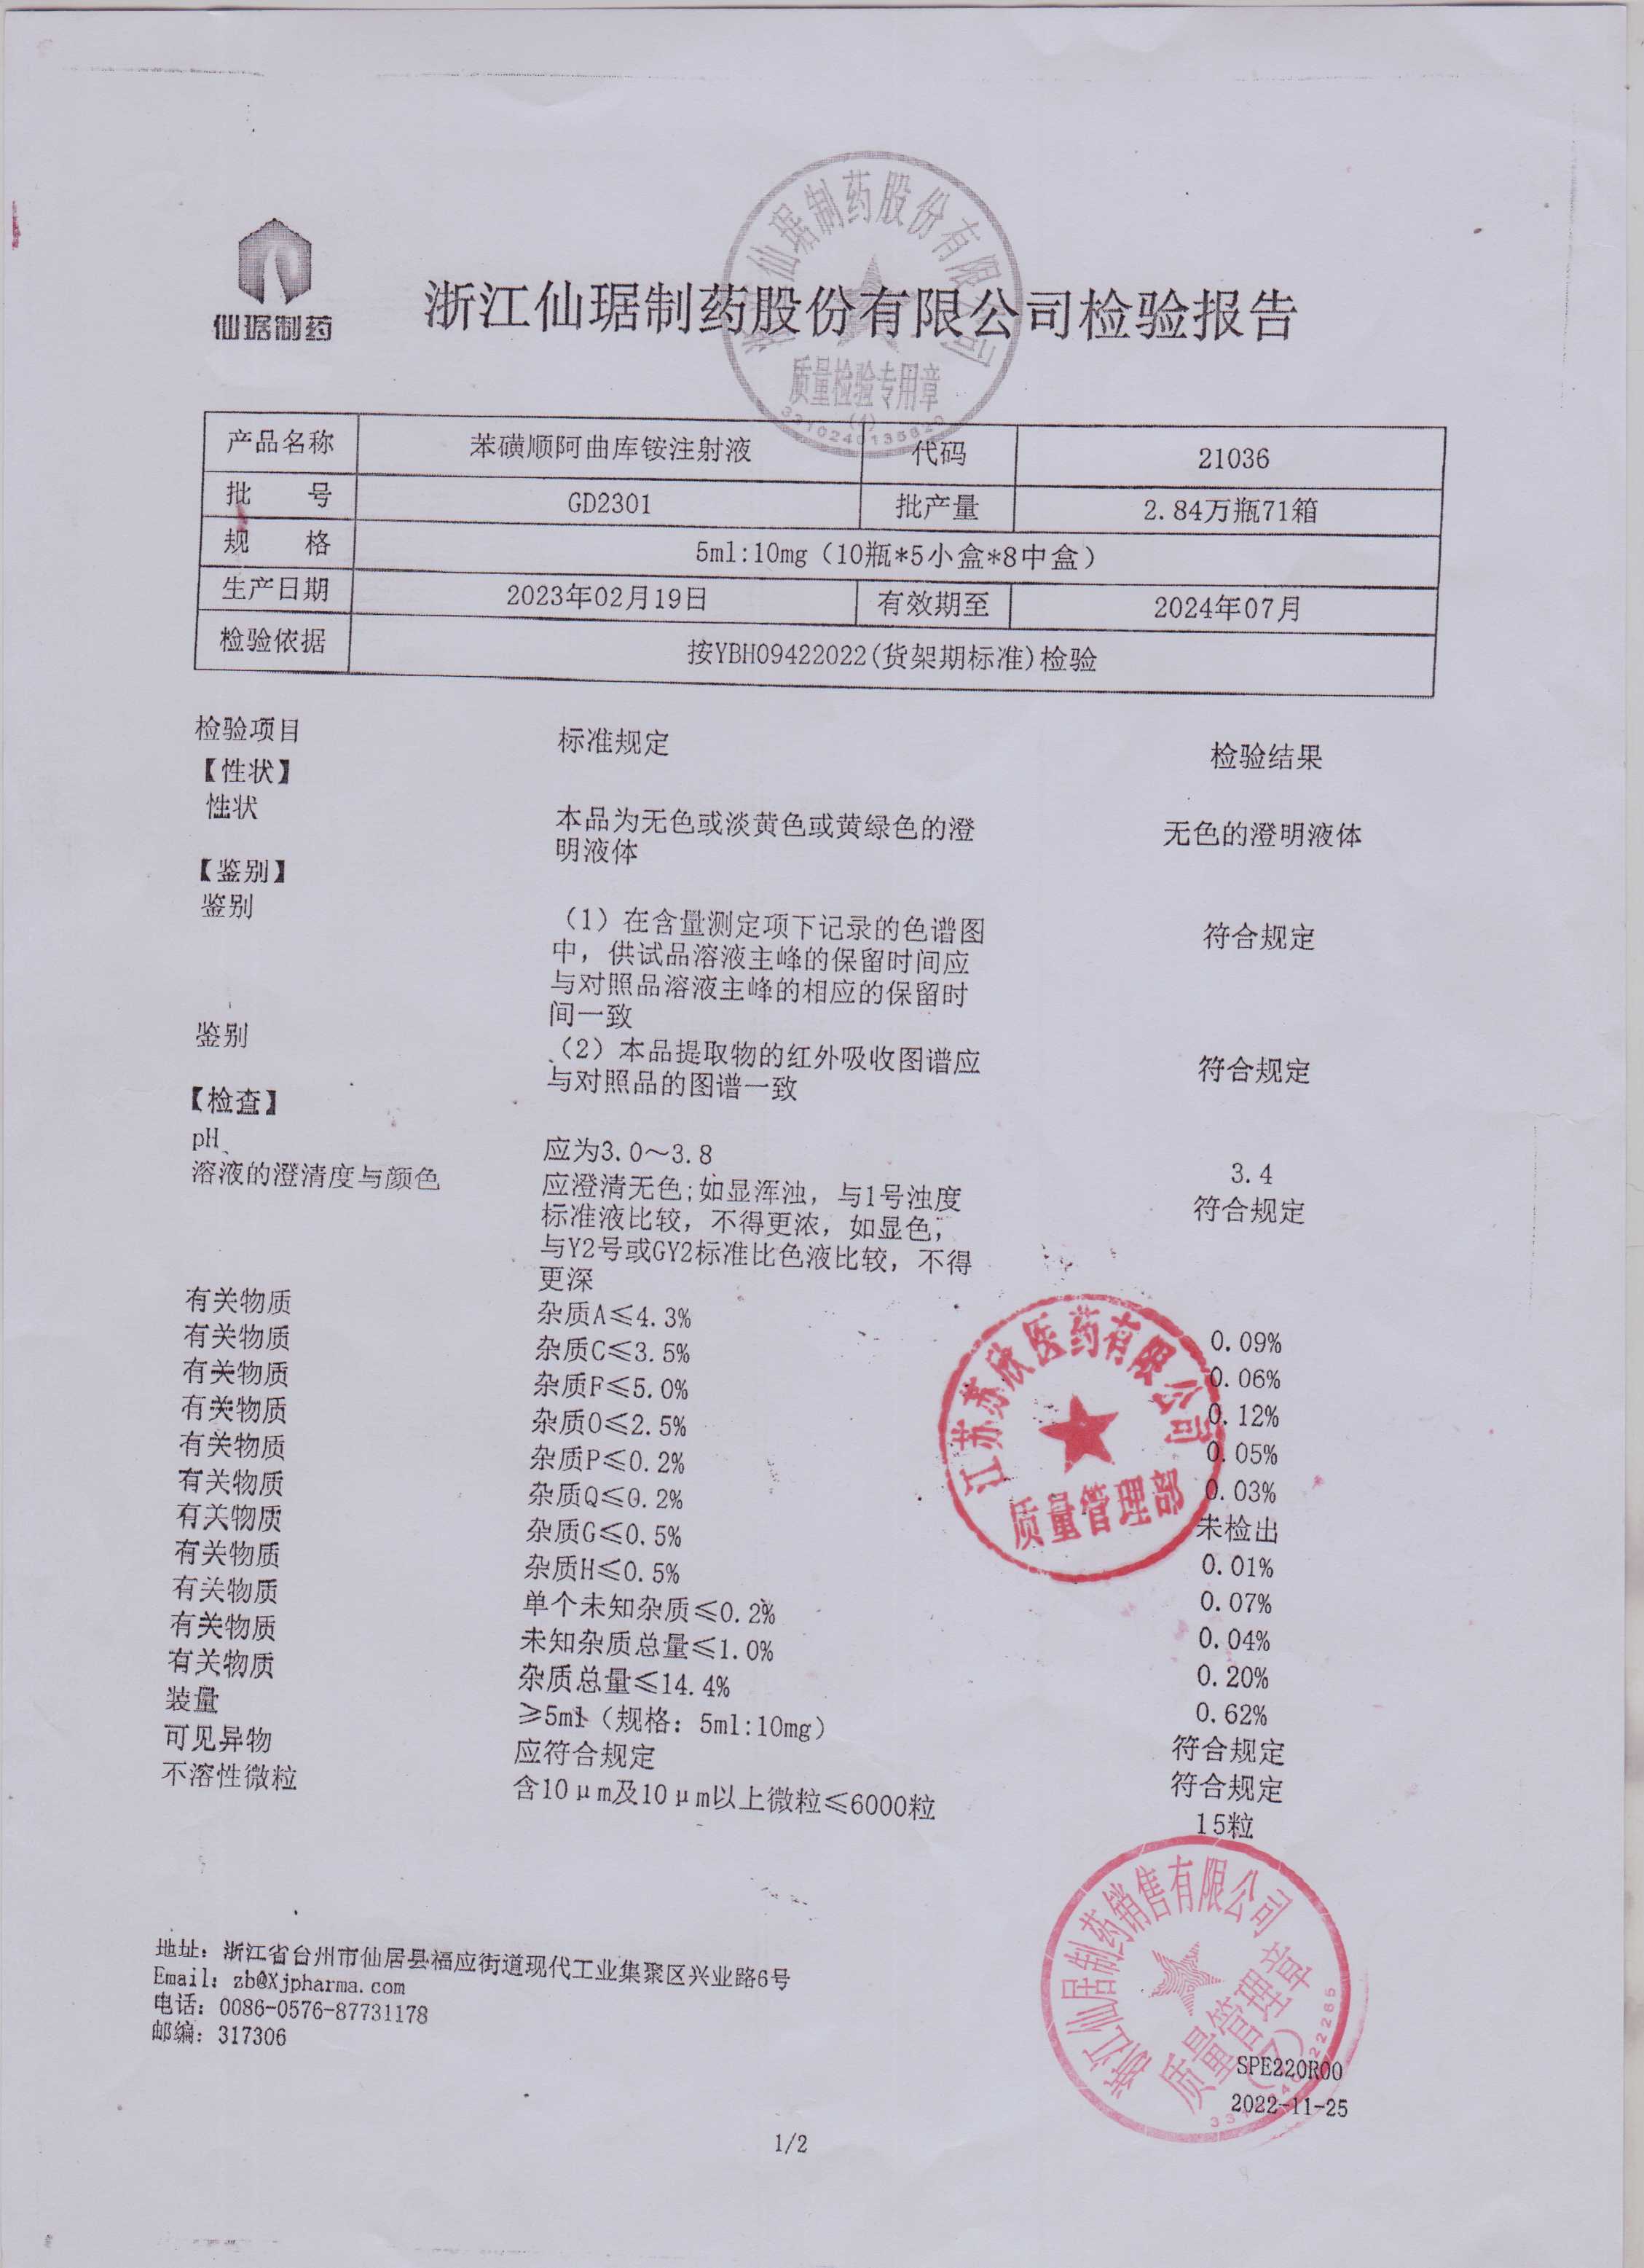 仙琚制药
浙江仙琚制药股份有限公司检验报告
浙江仙琚制药股份有限公司
质量检验专用章
(1)
产品名称 苯磺顺阿曲库铵注射液 代码 21036
批 号 GD2301 批产量 2.84万瓶71箱
规 格 5ml:10mg（10瓶*5小盒*8中盒）
生产日期 2023年02月19日 有效期至 2024年07月
检验依据 按YBH09422022(货架期标准)检验
检验项目 标准规定 检验结果
【性状】
性状 本品为无色或淡黄色或黄绿色的澄 无色的澄明液体
明液体
【鉴别】
鉴别 （1）在含量测定项下记录的色谱图 符合规定
中，供试品溶液主峰的保留时间应
与对照品溶液主峰的相应的保留时
间一致
鉴别 （2）本品提取物的红外吸收图谱应 符合规定
与对照品的图谱一致
【检查】
pH 应为3.0～3.8 3.4
溶液的澄清度与颜色 应澄清无色;如显浑浊，与1号浊度 符合规定
标准液比较，不得更浓，如显色，
与Y2号或GY2标准比色液比较，不得
更深
有关物质 杂质A≤4.3% 0.09%
有关物质 杂质C≤3.5% 0.06%
有关物质 杂质F≤5.0% 0.12%
有关物质 杂质O≤2.5% 0.05%
有关物质 杂质P≤0.2% 0.03%
有关物质 杂质Q≤0.2% 未检出
有关物质 杂质G≤0.5% 0.01%
有关物质 杂质H≤0.5% 0.07%
有关物质 单个未知杂质≤0.2% 0.04%
有关物质 未知杂质总量≤1.0% 0.20%
有关物质 杂质总量≤14.4% 0.62%
装量 ≥5ml（规格：5ml:10mg） 符合规定
可见异物 应符合规定 符合规定
不溶性微粒 含10μm及10μm以上微粒≤6000粒 15粒
江苏苏欣医药有限公司
质量管理部
浙江仙居制药销售有限公司
质量管理章
地址：浙江省台州市仙居县福应街道现代工业集聚区兴业路6号
Email：zb@Xjpharma.com
电话：0086-0576-87731178
邮编：317306
SPE220R00
2022-11-25
1/2